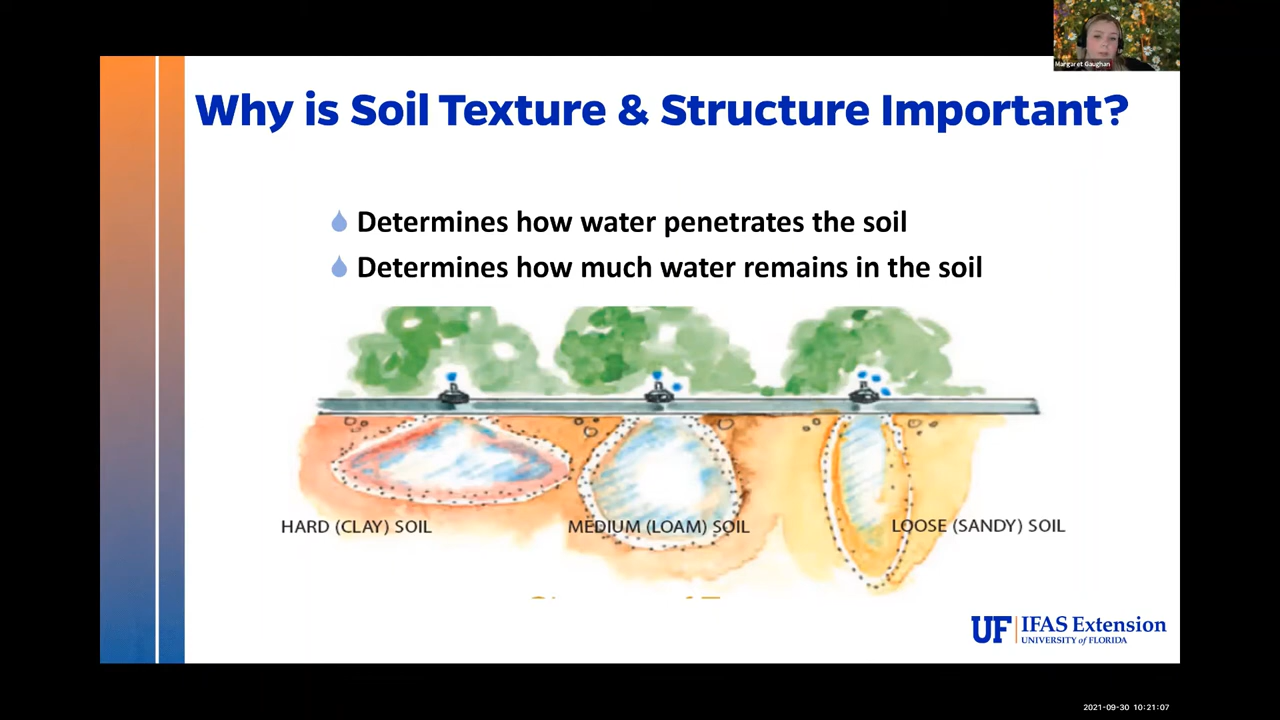 Margaret Gaughan
Why is Soil Texture & Structure Important?
Determines how water penetrates the soil
Determines how much water remains in the soil
HARD (CLAY) SOIL
MEDIUM (LOAM) SOIL
LOOSE (SANDY) SOIL
UF IFAS Extension
UNIVERSITY of FLORIDA
2021-09-30 10:21:07